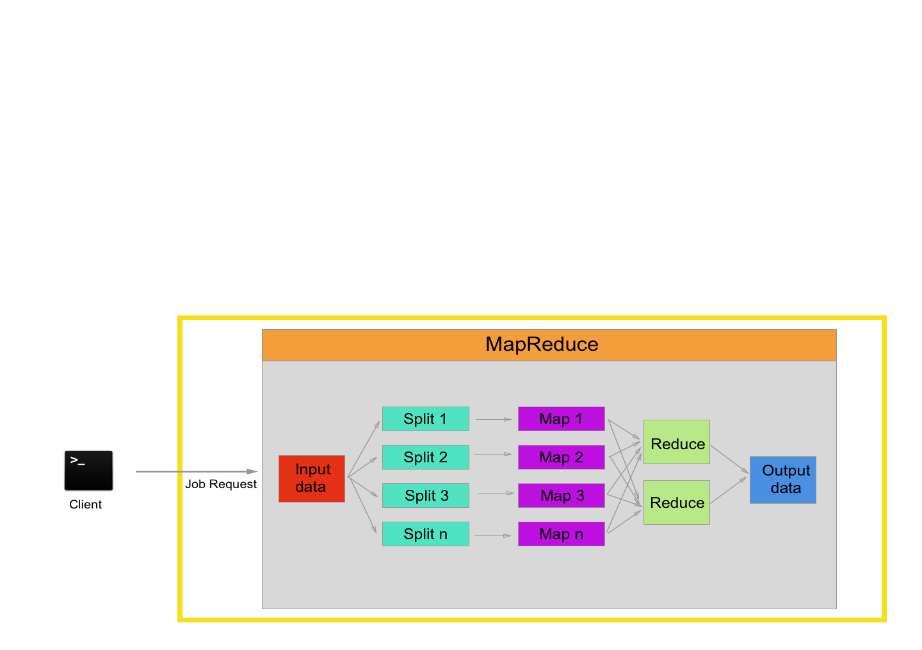 MapReduce
>_
Client
Job Request
Input
data
Split 1
Split 2
Split 3
Split n
Map 1
Map 2
Map 3
Map n
Reduce
Reduce
Output
data